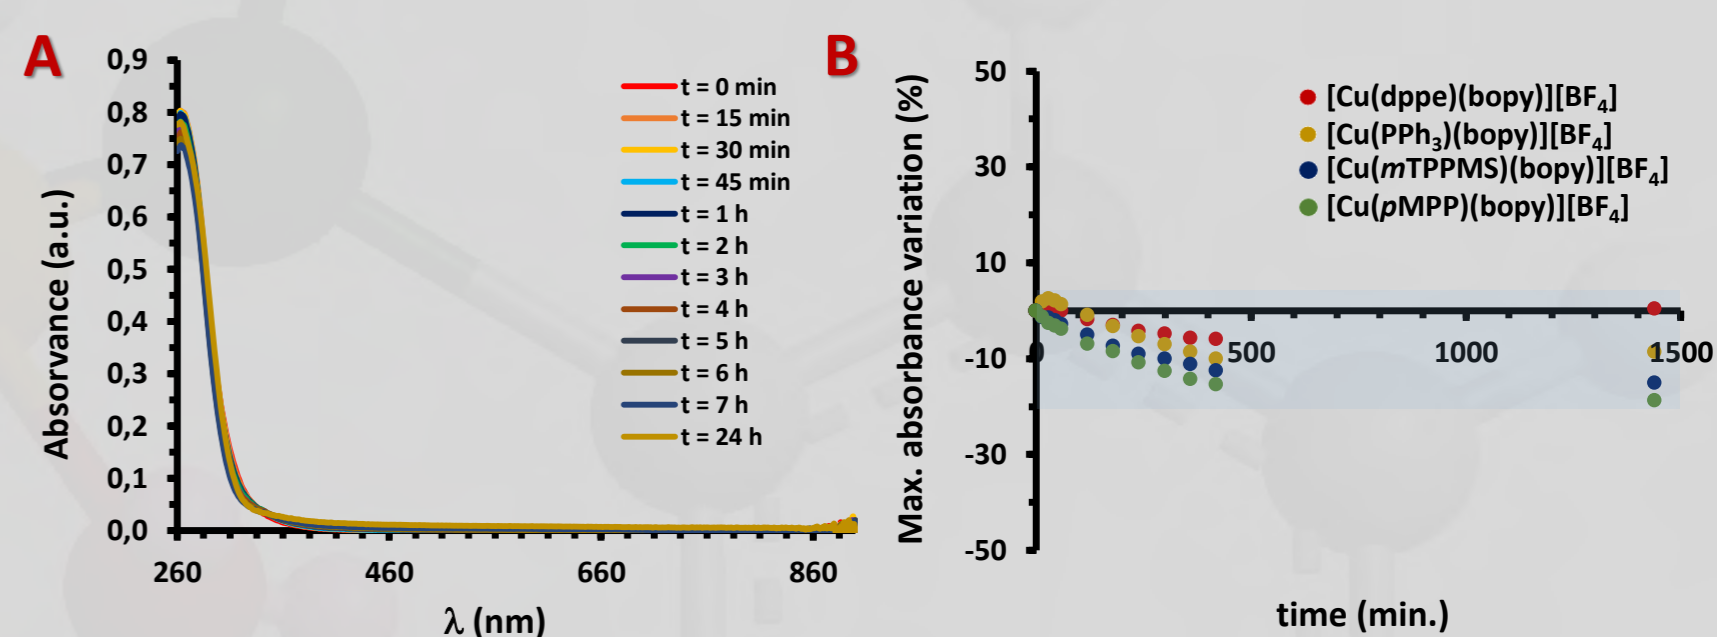 A
Absorvance (a.u.)
0,9
0,8
0,7
0,6
0,5
0,4
0,3
0,2
0,1
0,0
260 460 660 860
λ (nm)
t = 0 min
t = 15 min
t = 30 min
t = 45 min
t = 1 h
t = 2 h
t = 3 h
t = 4 h
t = 5 h
t = 6 h
t = 7 h
t = 24 h
B
Max. absorbance variation (%)
50
30
10
-10
-30
-50
0 500 1000 1500
time (min.)
[Cu(dppe)(bopy)][BF₄]
[Cu(PPh₃)(bopy)][BF₄]
[Cu(mTPPMS)(bopy)][BF₄]
[Cu(pMPP)(bopy)][BF₄]